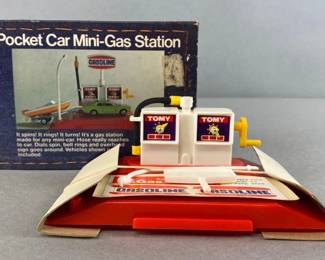 Pocket Car Mini-Gas Station
GASOLINE
It spins! It rings! It turns! It's a gas station
made for any mini-car. Hose really reaches
to car. Dials spin, bell rings and overhead
sign goes around. Vehicles shown
included.
TOMY
TOMY
Gas
GASOLINE
GASOLINE